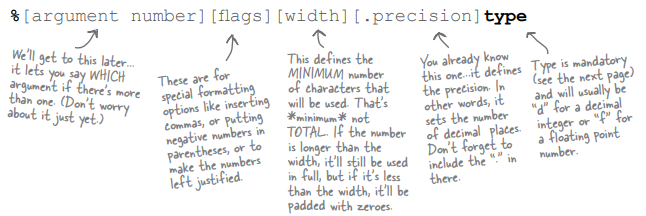 %[argument number][flags][width][.precision]type
We'll get to this later...
it lets you say WHICH
argument if there's more
than one. (Don't worry
about it just yet.)
These are for
special formatting
options like inserting
commas, or putting
negative numbers in
parentheses, or to
make the numbers
left justified.
This defines the
MINIMUM number
of characters that
will be used. That's
*minimum* not
TOTAL. If the number
is longer than the
width, it'll still be used
in full, but if it's less
than the width, it'll be
padded with zeroes.
You already know
this one...it defines
the precision. In
other words, it
sets the number
of decimal places.
Don't forget to
include the "." in
there.
Type is mandatory
(see the next page)
and will usually be
"d" for a decimal
integer or "f" for
a floating point
number.